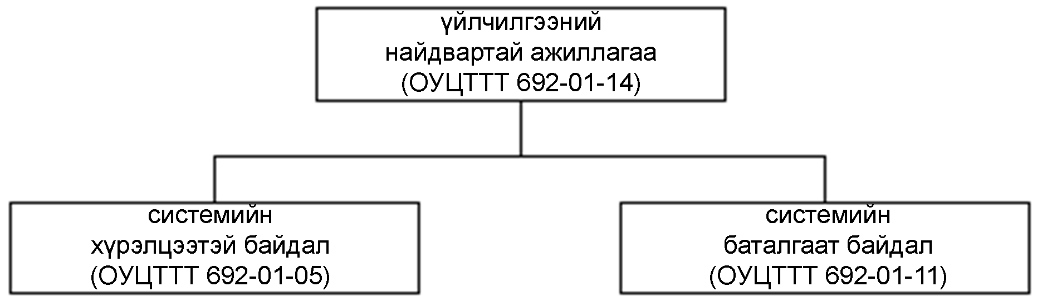 үйлчилгээний
найдвартай ажиллагаа
(ОУЦТТТ 692-01-14)
системийн
хүрэлцээтэй байдал
(ОУЦТТТ 692-01-05)
системийн
баталгаат байдал
(ОУЦТТТ 692-01-11)